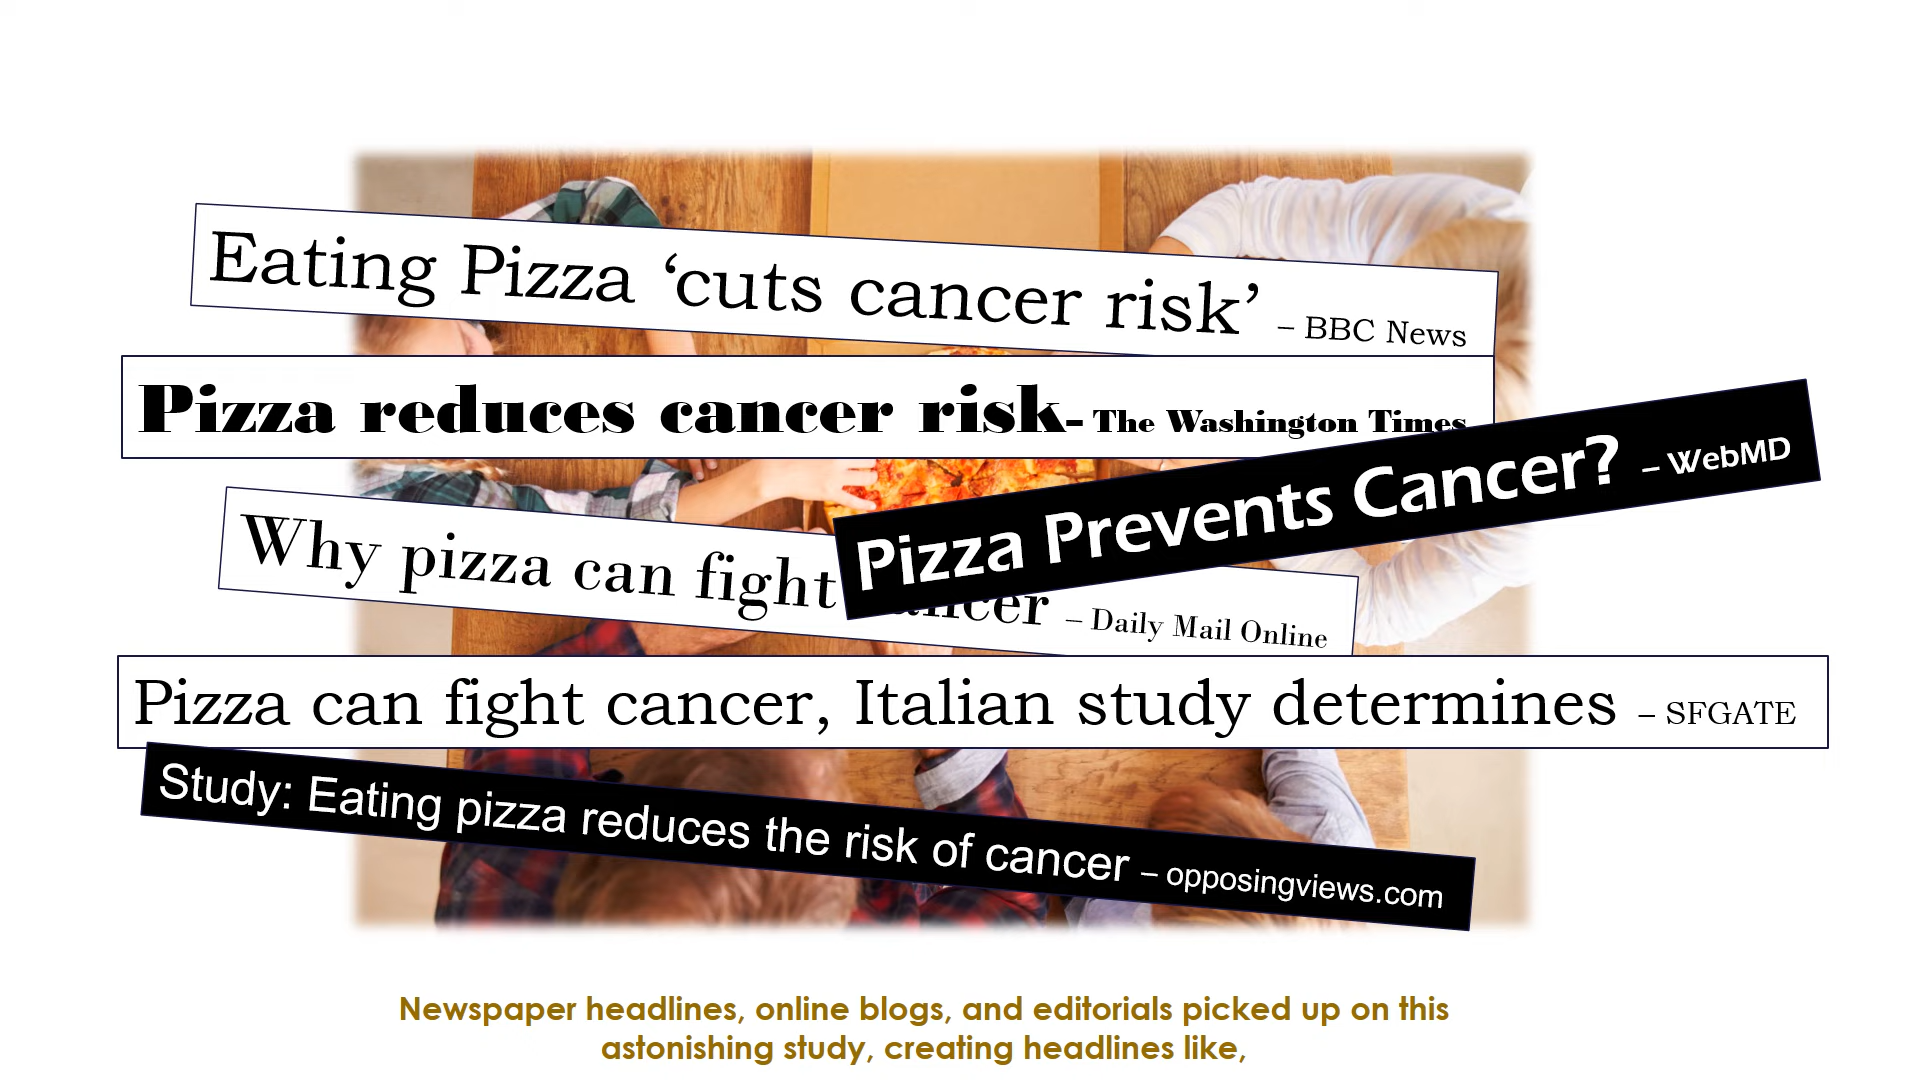 Eating Pizza ‘cuts cancer risk’ – BBC News
Pizza reduces cancer risk- The Washington Times
Pizza Prevents Cancer? – WebMD
Why pizza can fight cancer – Daily Mail Online
Pizza can fight cancer, Italian study determines – SFGATE
Study: Eating pizza reduces the risk of cancer – opposingviews.com
Newspaper headlines, online blogs, and editorials picked up on this
astonishing study, creating headlines like,